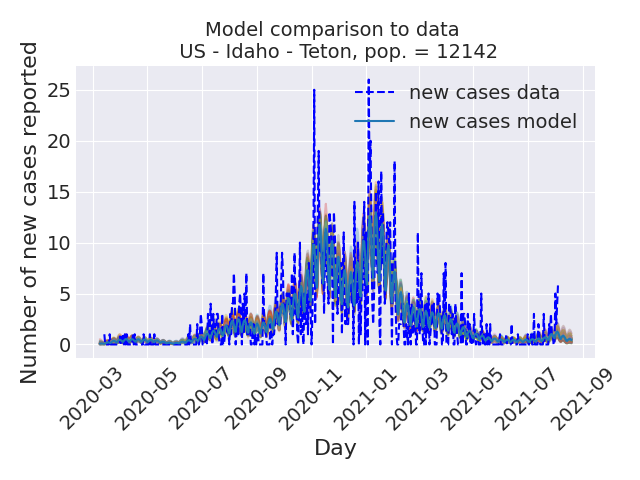 Model comparison to data
US - Idaho - Teton, pop. = 12142
Number of new cases reported
25
20
15
10
5
0
new cases data
new cases model
2020-03
2020-05
2020-07
2020-09
2020-11
2021-01
2021-03
2021-05
2021-07
2021-09
Day